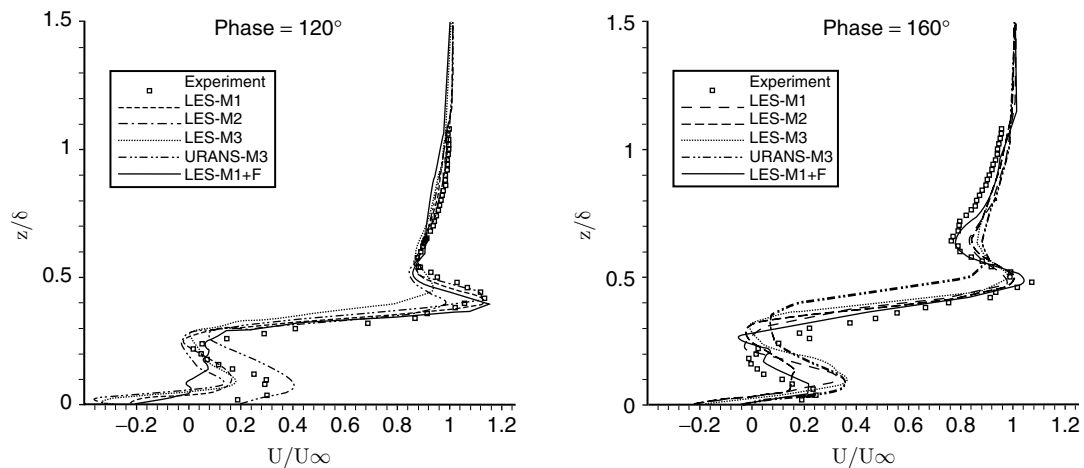 Phase = 120°
1.5
1
0.5
0
z/δ
Experiment
LES-M1
LES-M2
LES-M3
URANS-M3
LES-M1+F
−0.2 0 0.2 0.4 0.6 0.8 1 1.2
U/U∞
Phase = 160°
1.5
1
0.5
0
z/δ
Experiment
LES-M1
LES-M2
LES-M3
URANS-M3
LES-M1+F
−0.2 0 0.2 0.4 0.6 0.8 1 1.2
U/U∞